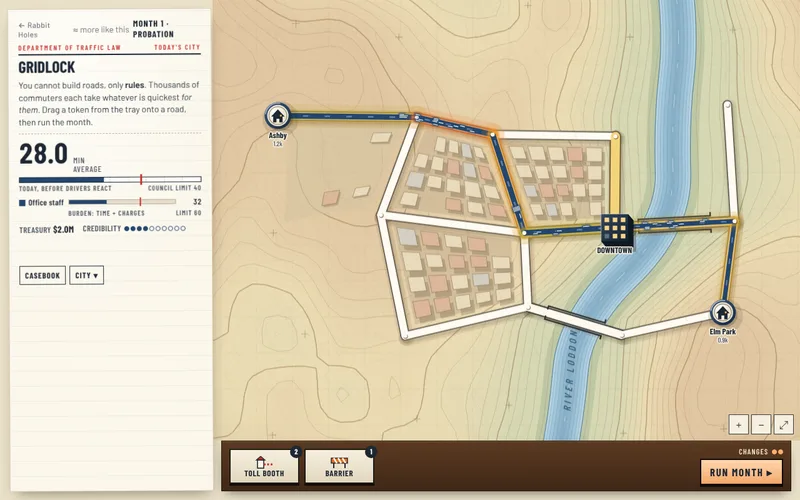 ← Rabbit Holes
≈ more like this
MONTH 1 · PROBATION
DEPARTMENT OF TRAFFIC LAW
TODAY'S CITY
GRIDLOCK
You cannot build roads, only rules. Thousands of
commuters each take whatever is quickest for
them. Drag a token from the tray onto a road,
then run the month.
28.0 MIN AVERAGE
TODAY, BEFORE DRIVERS REACT
COUNCIL LIMIT 40
Office staff
32
BURDEN: TIME + CHARGES
LIMIT 60
TREASURY $2.0M
CREDIBILITY
CASEBOOK
CITY ▾
Ashby
1.2k
DOWNTOWN
Elm Park
0.9k
RIVER LODDON
+
−
2
TOLL BOOTH
1
BARRIER
CHANGES
RUN MONTH ▸